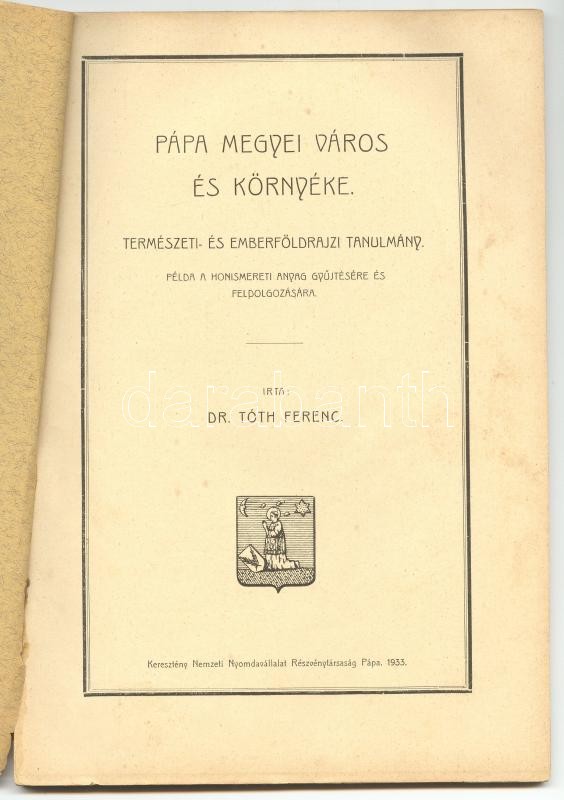 PÁPA MEGYEI VÁROS
ÉS KÖRNYÉKE.
TERMÉSZETI- ÉS EMBERFÖLDRAJZI TANULMÁNY.
PÉLDA A HONISMERETI ANYAG GYŰJTÉSÉRE ÉS
FELDOLGOZÁSÁRA.
IRTA:
DR. TÓTH FERENC.
darabanth
Keresztény Nemzeti Nyomdavállalat Részvénytársaság Pápa, 1933.